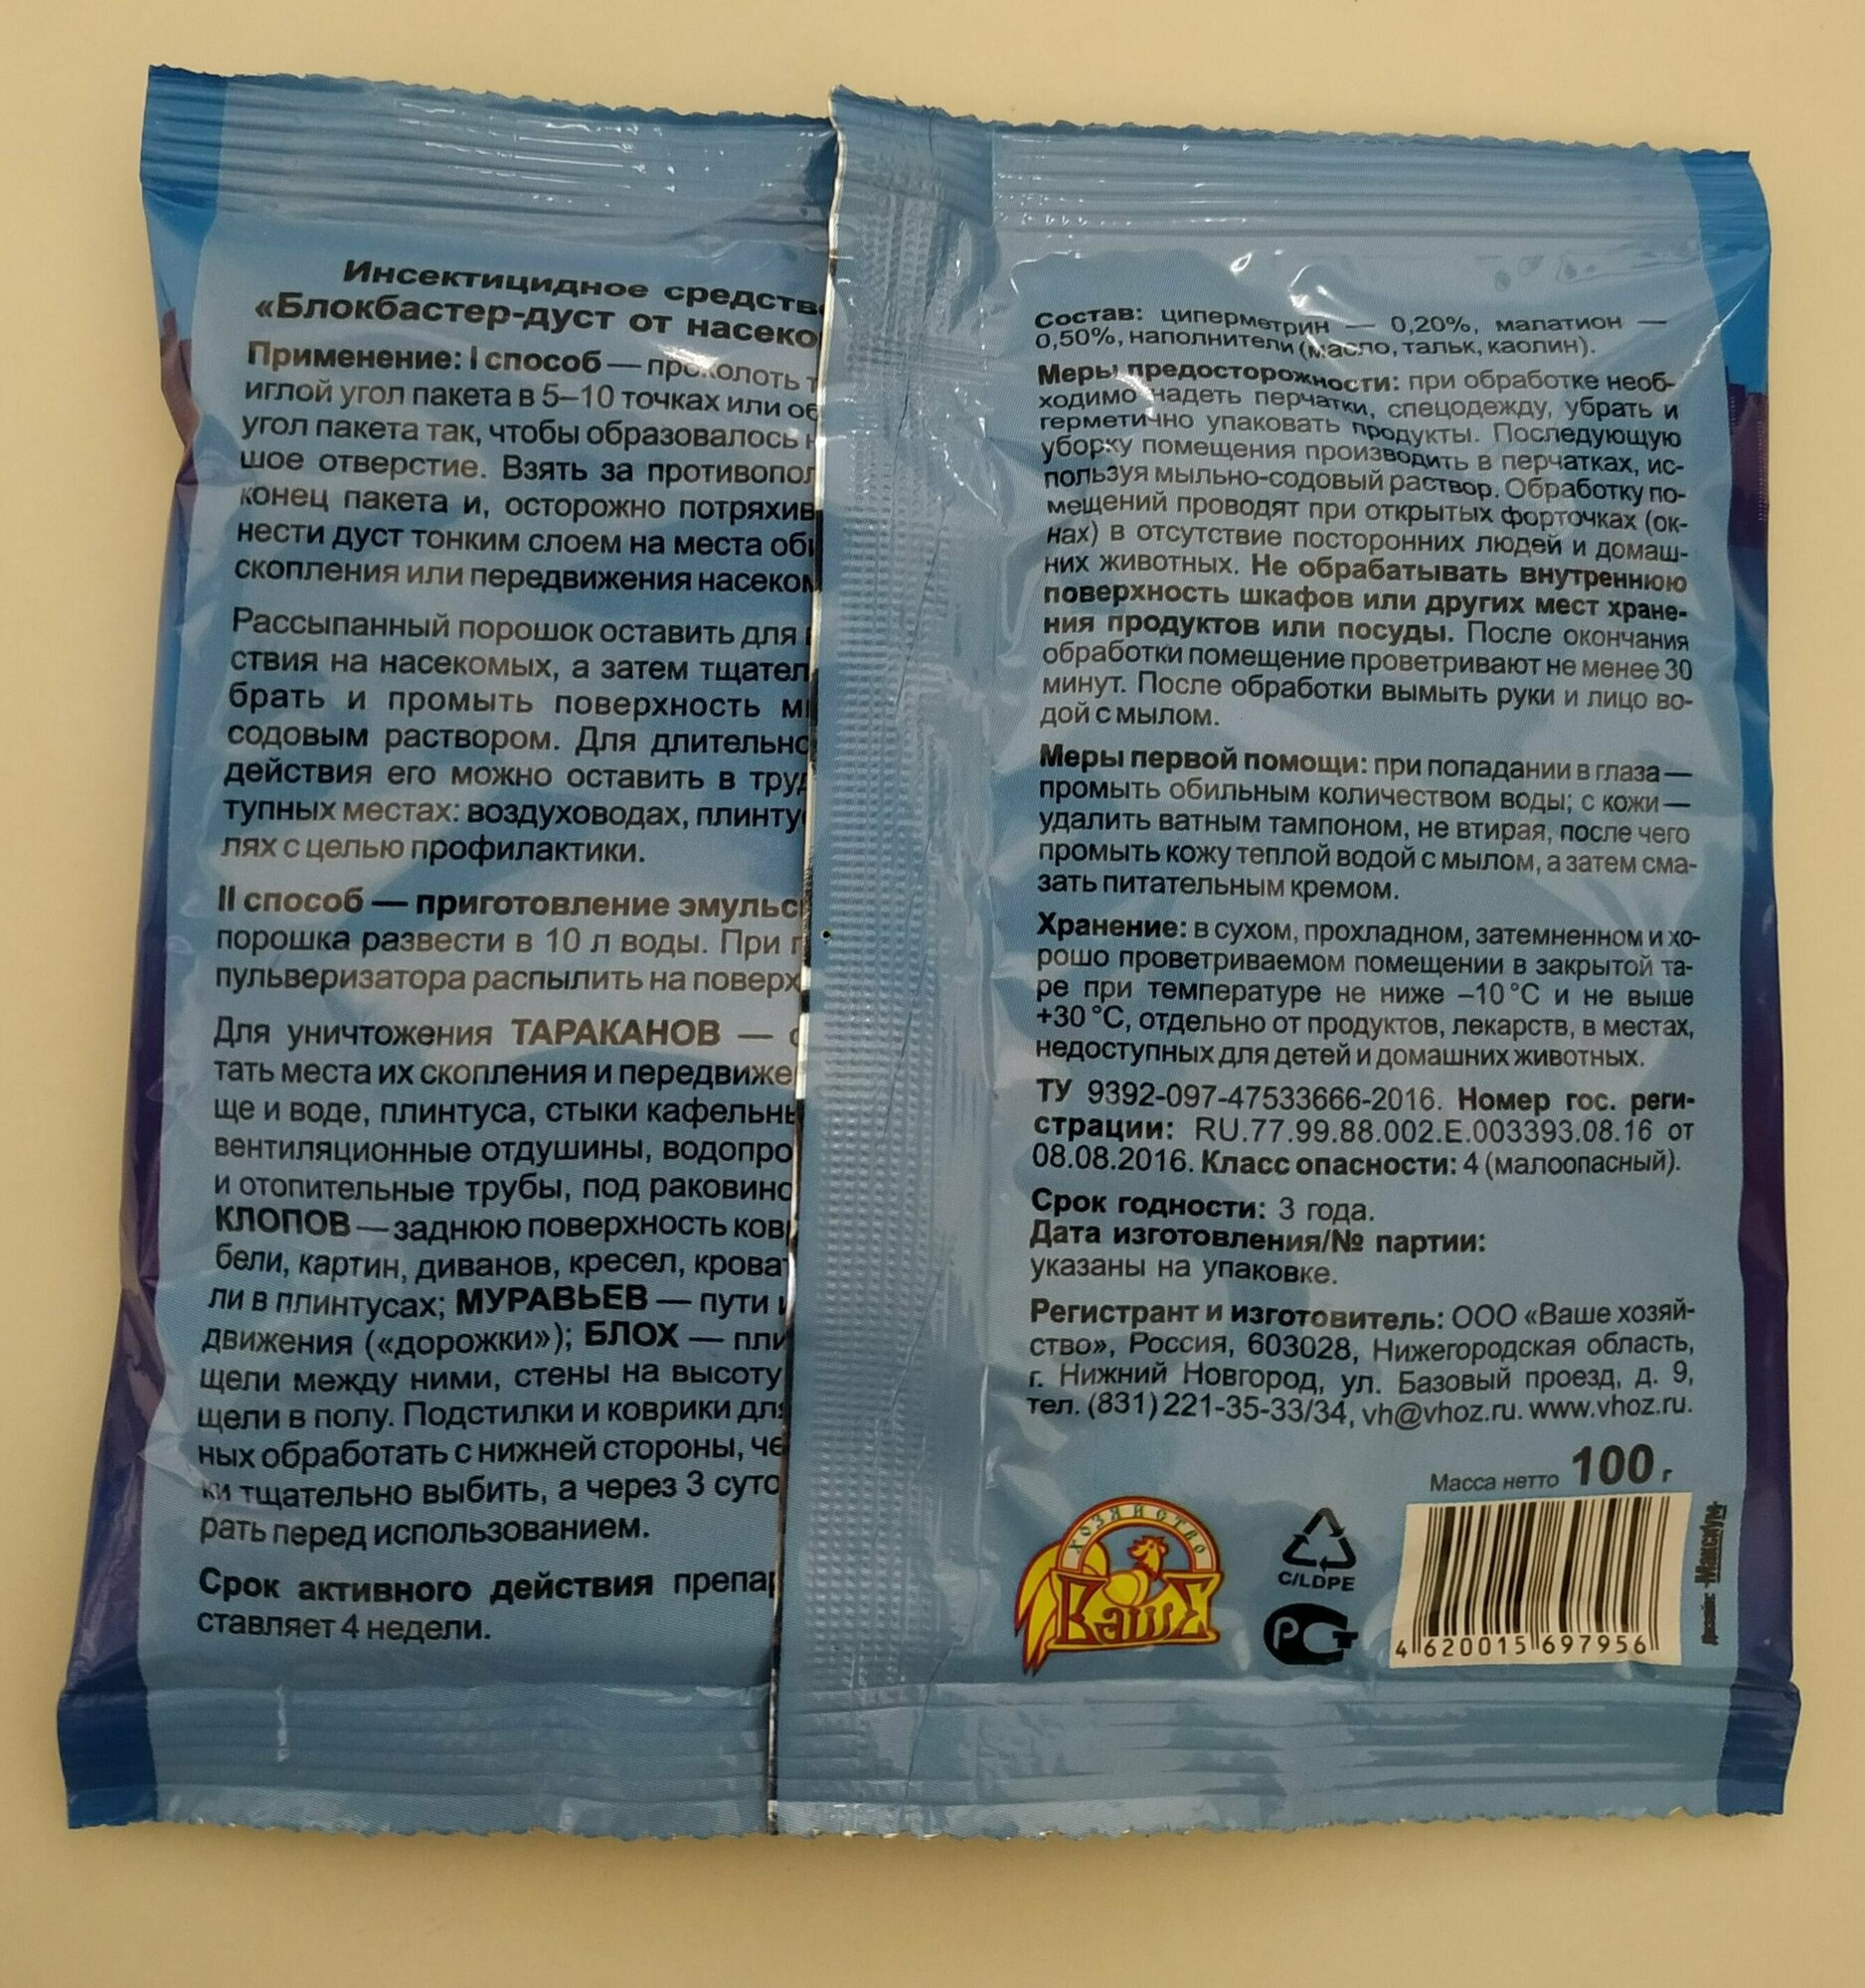 Инсектицидное средств
«Блокбастер-дуст от насеко
Применение: I способ — проколоть т
иглой угол пакета в 5–10 точках или об
угол пакета так, чтобы образовалось н
шое отверстие. Взять за противопол
конец пакета и, осторожно потряхив
нести дуст тонким слоем на места оби
скопления или передвижения насеком
Рассыпанный порошок оставить для
ствия на насекомых, а затем тщател
брать и промыть поверхность м
содовым раствором. Для длительно
действия его можно оставить в труд
тупных местах: воздуховодах, плинту
лях с целью профилактики.
II способ — приготовление эмульс
порошка развести в 10 л воды. При п
пульверизатора распылить на поверх
Для уничтожения ТАРАКАНОВ —
тать места их скопления и передвиже
ще и воде, плинтуса, стыки кафельны
вентиляционные отдушины, водопро
и отопительные трубы, под раковино
КЛОПОВ — заднюю поверхность ков
бели, картин, диванов, кресел, крова
ли в плинтусах; МУРАВЬЕВ — пути
движения («дорожки»); БЛОХ — пли
щели между ними, стены на высоту
щели в полу. Подстилки и коврики для
ных обработать с нижней стороны, че
ки тщательно выбить, а через 3 суто
рать перед использованием.
Срок активного действия препар
ставляет 4 недели.
Состав: циперметрин — 0,20%, малатион —
0,50%, наполнители (масло, тальк, каолин).
Меры предосторожности: при обработке необ-
ходимо надеть перчатки, спецодежду, убрать и
герметично упаковать продукты. Последующую
уборку помещения производить в перчатках, ис-
пользуя мыльно-содовый раствор. Обработку по-
мещений проводят при открытых форточках (ок-
нах) в отсутствие посторонних людей и домаш-
них животных. Не обрабатывать внутреннюю
поверхность шкафов или других мест хране-
ния продуктов или посуды. После окончания
обработки помещение проветривают не менее 30
минут. После обработки вымыть руки и лицо во-
дой с мылом.
Меры первой помощи: при попадании в глаза —
промыть обильным количеством воды; с кожи —
удалить ватным тампоном, не втирая, после чего
промыть кожу теплой водой с мылом, а затем сма-
зать питательным кремом.
Хранение: в сухом, прохладном, затемненном и хо-
рошо проветриваемом помещении в закрытой та-
ре при температуре не ниже –10 °С и не выше
+30 °С, отдельно от продуктов, лекарств, в местах,
недоступных для детей и домашних животных.
ТУ 9392-097-47533666-2016. Номер гос. реги-
страции: RU.77.99.88.002.Е.003393.08.16 от
08.08.2016. Класс опасности: 4 (малоопасный).
Срок годности: 3 года.
Дата изготовления/№ партии:
указаны на упаковке.
Регистрант и изготовитель: ООО «Ваше хозяй-
ство», Россия, 603028, Нижегородская область,
г. Нижний Новгород, ул. Базовый проезд, д. 9,
тел. (831) 221-35-33/34, vh@vhoz.ru. www.vhoz.ru.
Масса нетто 100 г
ХОЗЯЙСТВО
ВАШЕ
C/LDPE
РСТ
4 620015 697956
Дизайн: Максибум